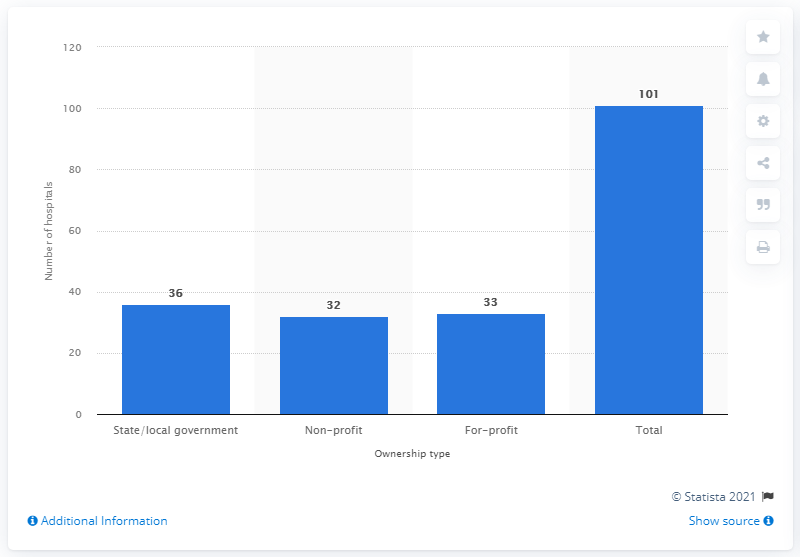 120
100
80
60
40
20
0
Number of hospitals
36
32
33
101
State/local government
Non-profit
For-profit
Total
Ownership type
© Statista 2021
Additional Information
Show source